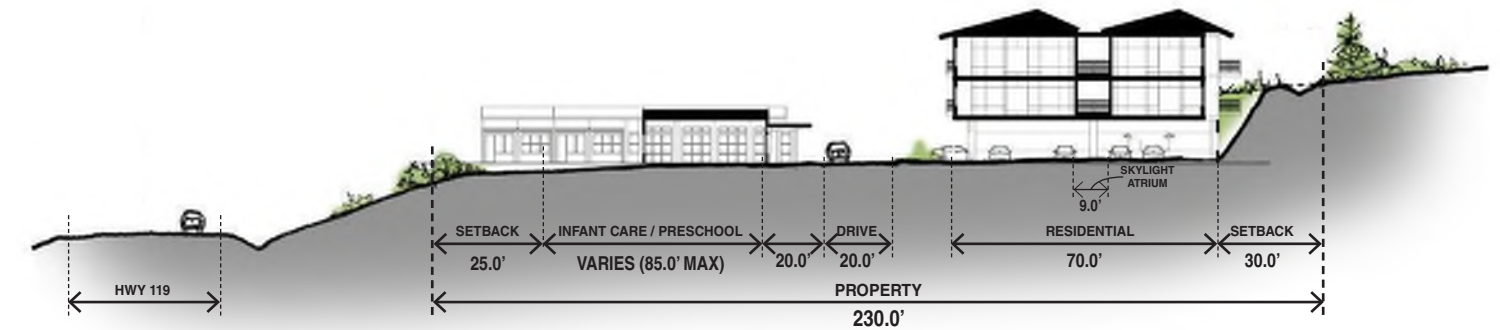 SKYLIGHT
ATRIUM
9.0'
SETBACK
25.0'
INFANT CARE / PRESCHOOL
VARIES (85.0' MAX)
20.0'
DRIVE
20.0'
RESIDENTIAL
70.0'
SETBACK
30.0'
HWY 119
PROPERTY
230.0'